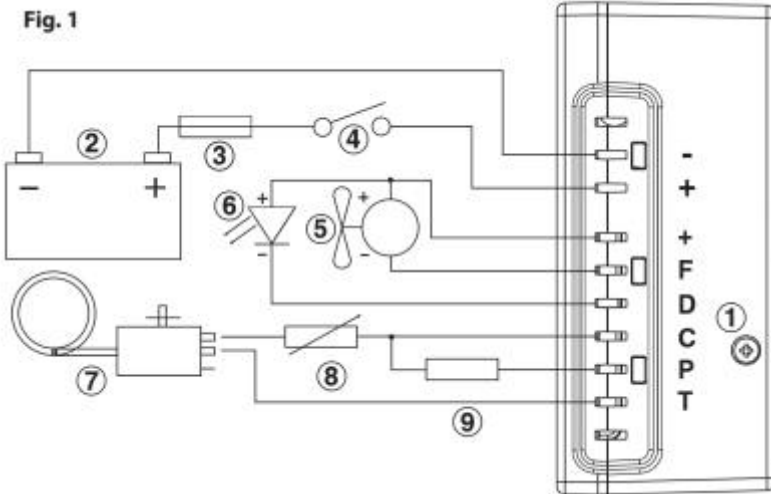 Fig. 1
②
③
④
-
+
- +
⑥ + ⑤ +
- -
+
F
D
C
P
T
①
⑦
⑧
⑨